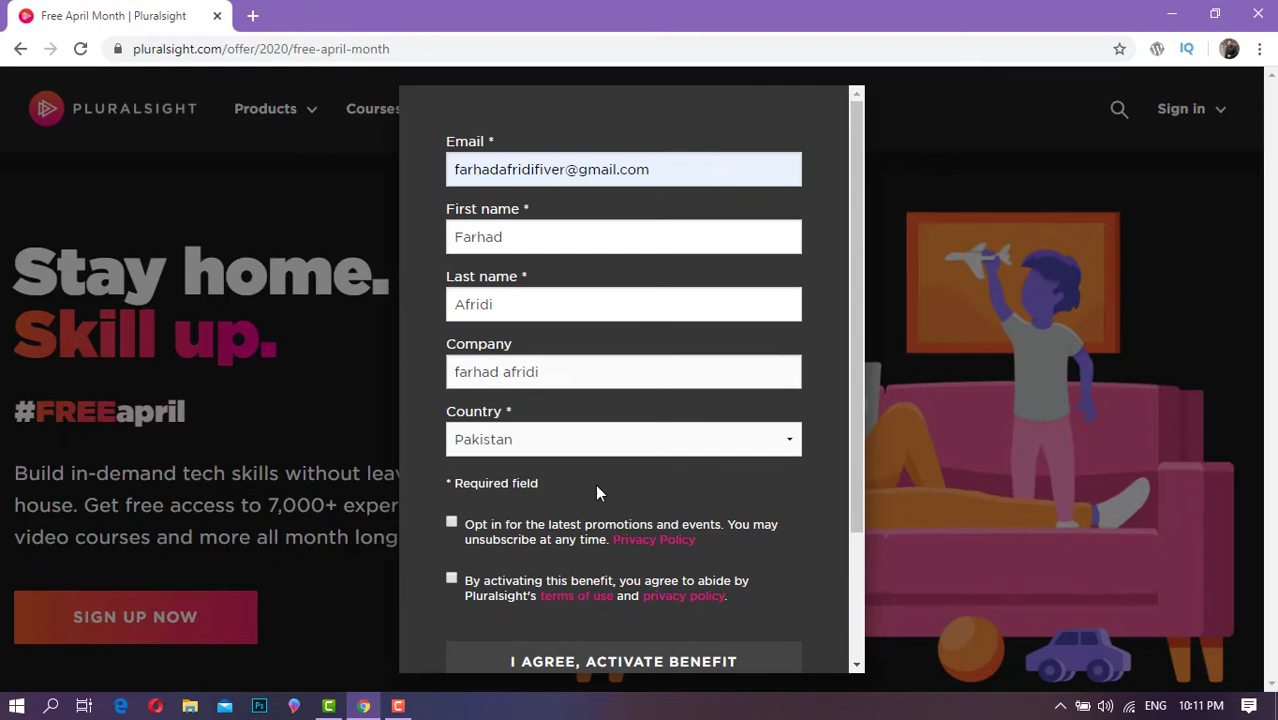 Free April Month | Pluralsight
pluralsight.com/offer/2020/free-april-month
IQ
PLURALSIGHT
Products
Courses
Sign in
Stay home.
Skill up.
#FREEapril
Build in-demand tech skills without leav
house. Get free access to 7,000+ exper
video courses and more all month long
SIGN UP NOW
Email *
farhadafridifiver@gmail.com
First name *
Farhad
Last name *
Afridi
Company
farhad afridi
Country *
Pakistan
* Required field
Opt in for the latest promotions and events. You may
unsubscribe at any time. Privacy Policy
By activating this benefit, you agree to abide by
Pluralsight's terms of use and privacy policy.
I AGREE, ACTIVATE BENEFIT
Ps
ENG
10:11 PM